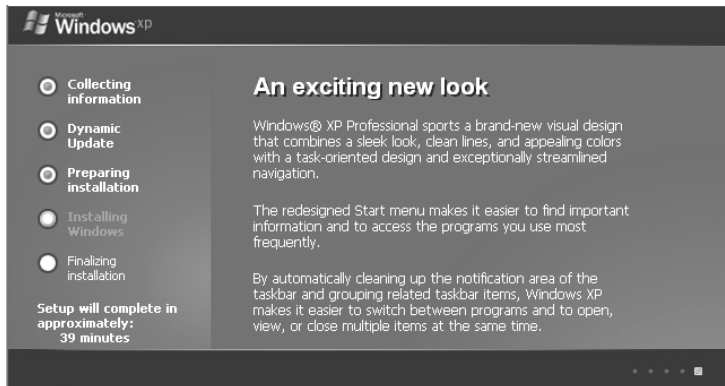 Microsoft
Windows xp
Collecting
information
Dynamic
Update
Preparing
installation
Installing
Windows
Finalizing
installation
Setup will complete in
approximately:
39 minutes
An exciting new look
Windows® XP Professional sports a brand-new visual design
that combines a sleek look, clean lines, and appealing colors
with a task-oriented design and exceptionally streamlined
navigation.
The redesigned Start menu makes it easier to find important
information and to access the programs you use most
frequently.
By automatically cleaning up the notification area of the
taskbar and grouping related taskbar items, Windows XP
makes it easier to switch between programs and to open,
view, or close multiple items at the same time.